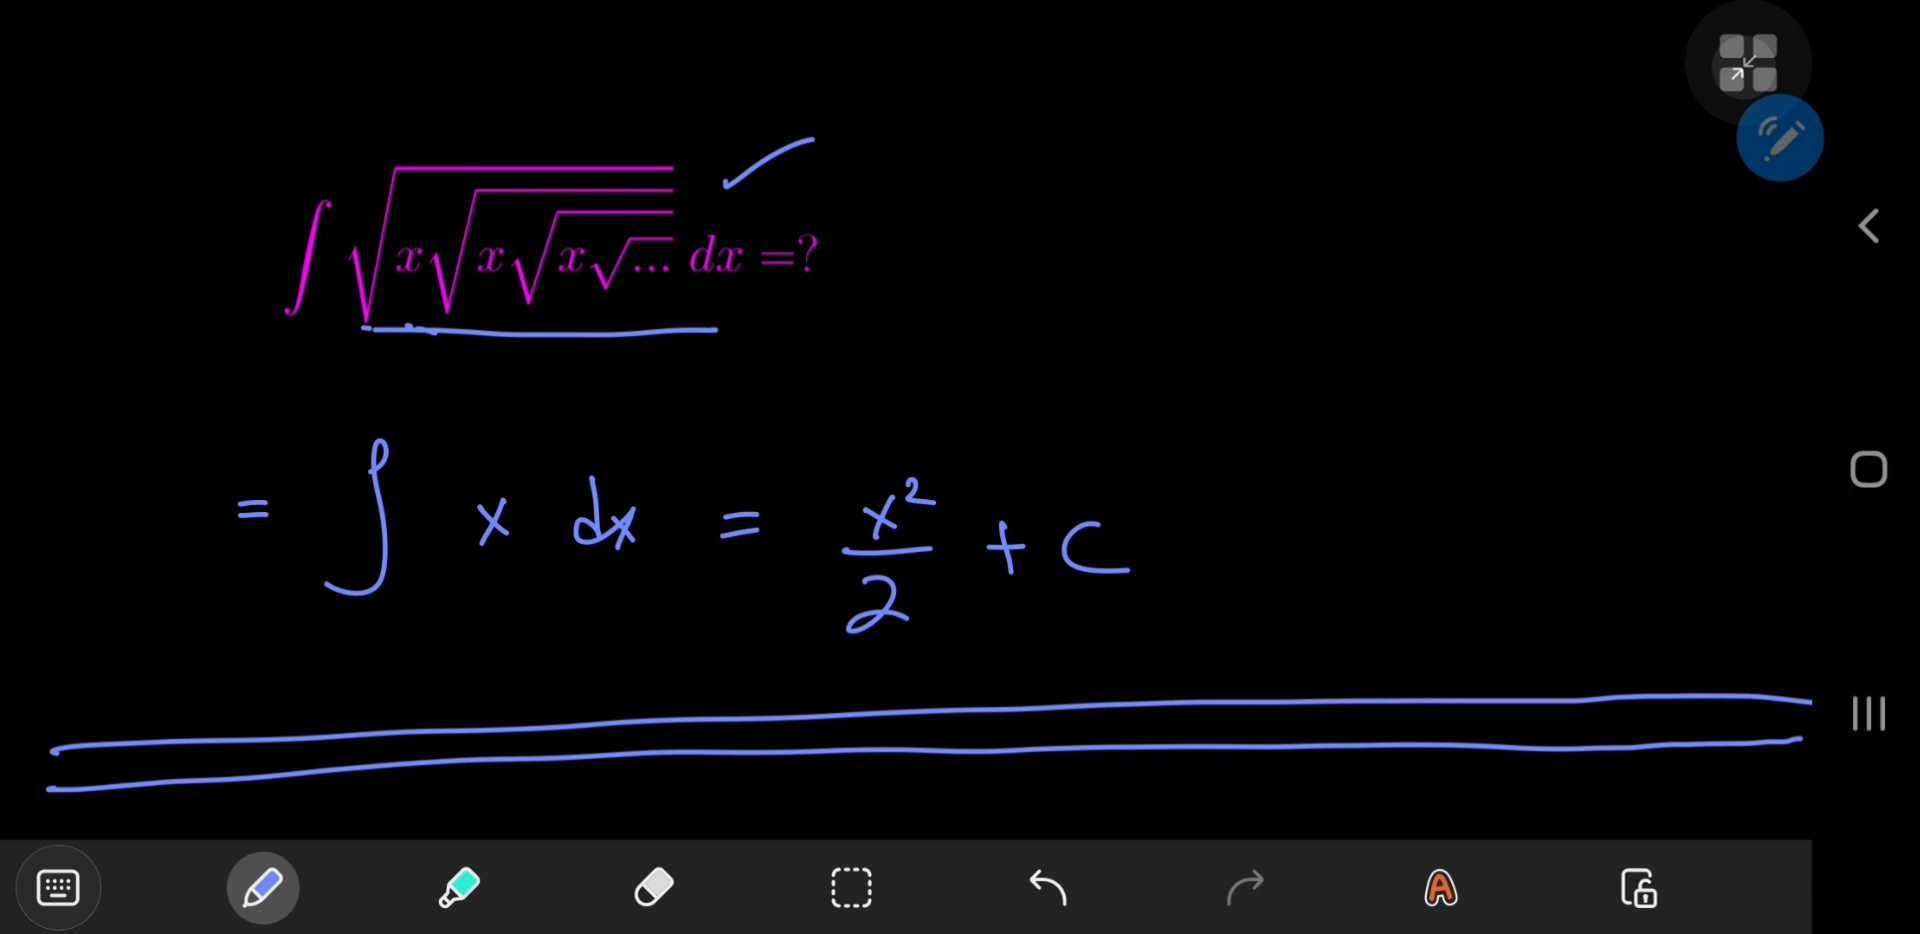 ∫ √(x√(x√(x√...))) dx =?
= ∫ x dx = x²/2 + C
A